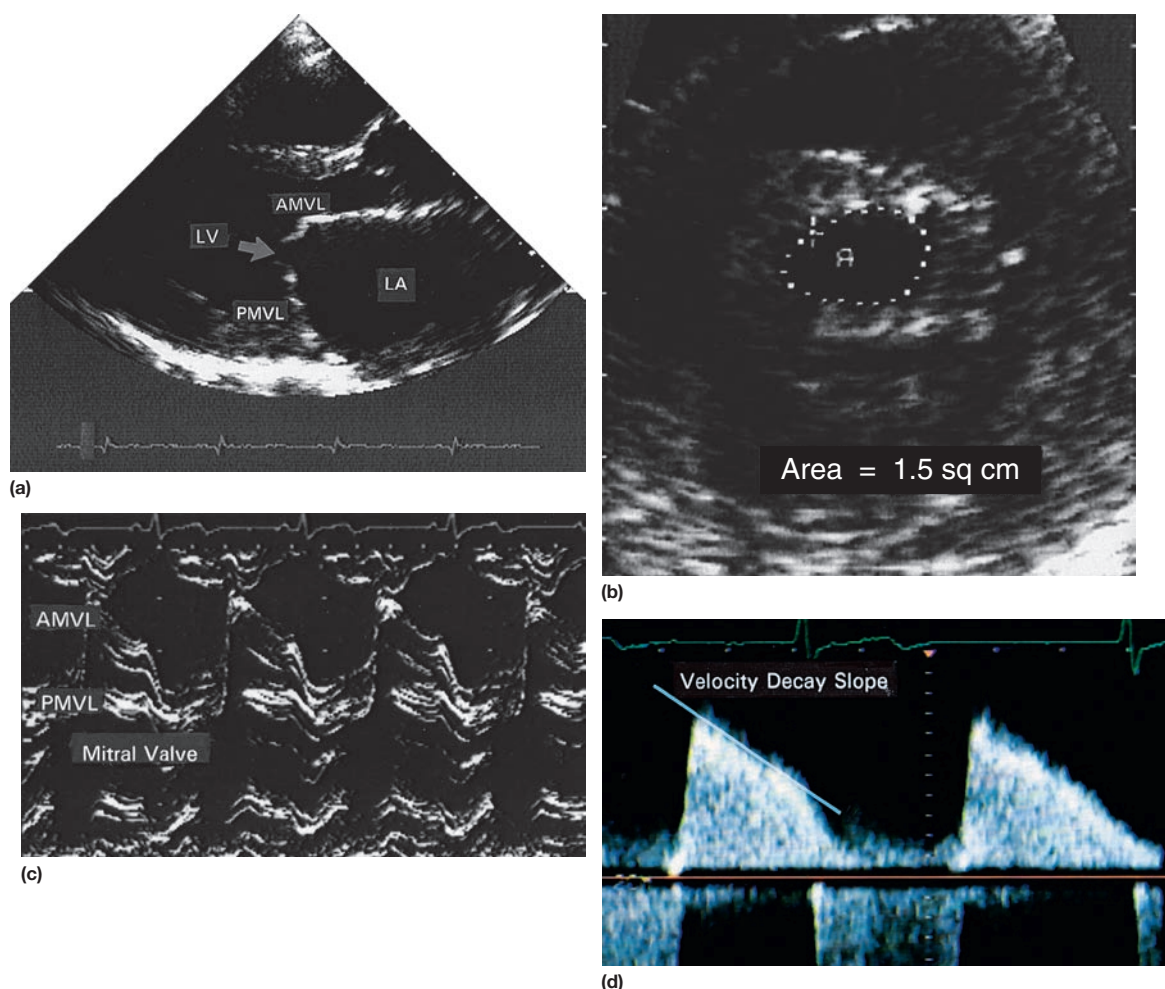 AMVL
LV
LA
PMVL
(a)
A
Area = 1.5 sq cm
(b)
AMVL
PMVL
Mitral Valve
(c)
Velocity Decay Slope
(d)